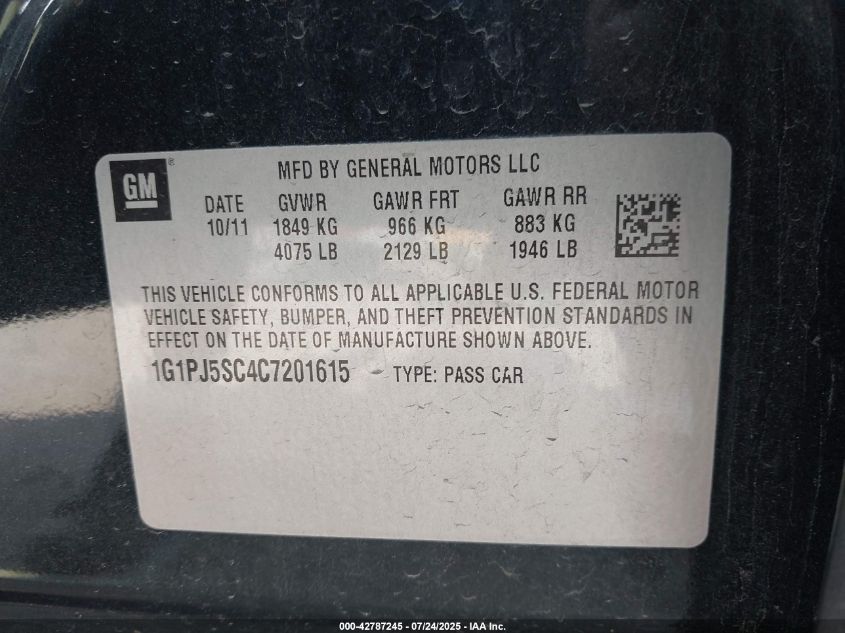 GM ®
MFD BY GENERAL MOTORS LLC
DATE GVWR GAWR FRT GAWR RR
10/11 1849 KG 966 KG 883 KG
4075 LB 2129 LB 1946 LB
THIS VEHICLE CONFORMS TO ALL APPLICABLE U.S. FEDERAL MOTOR
VEHICLE SAFETY, BUMPER, AND THEFT PREVENTION STANDARDS IN
EFFECT ON THE DATE OF MANUFACTURE SHOWN ABOVE.
1G1PJ5SC4C7201615 TYPE: PASS CAR
000-42787245 - 07/24/2025 - IAA Inc.